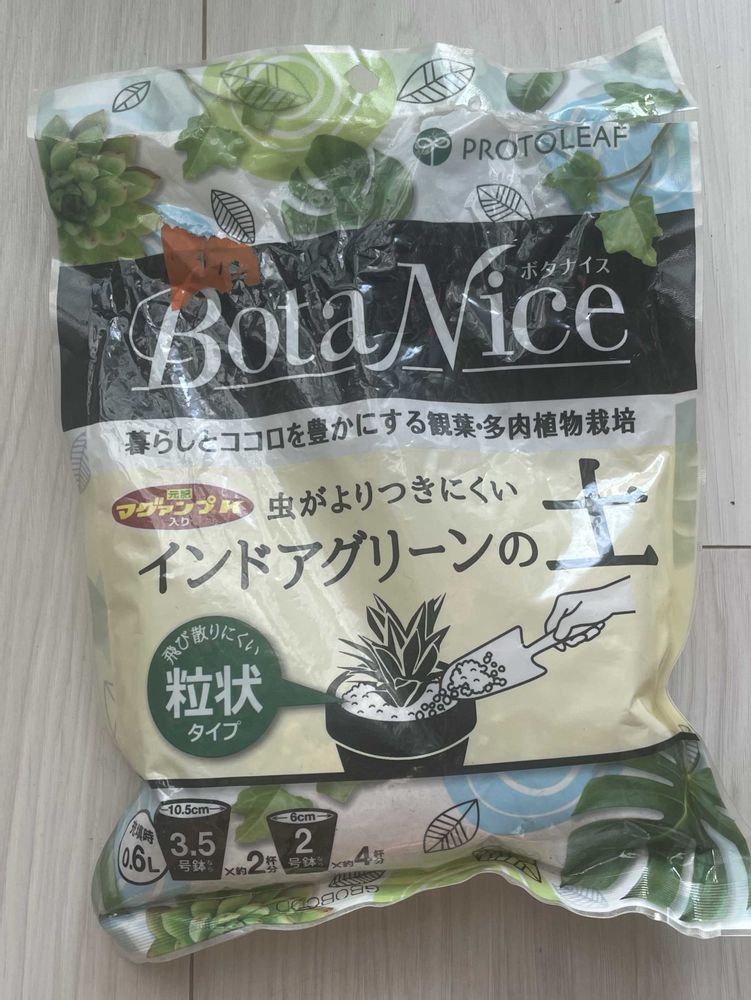 PROTOLEAF
ボタナイス
BotaNice
暮らしとココロを豊かにする観葉・多肉植物栽培
元肥
マグァンプK
入り
虫がよりつきにくい
インドアグリーンの土
飛び散りにくい
粒状
タイプ
充填時
0.6L
10.5cm
3.5
号鉢なら
×約2杯分
6cm
2
号鉢なら
×約4杯分